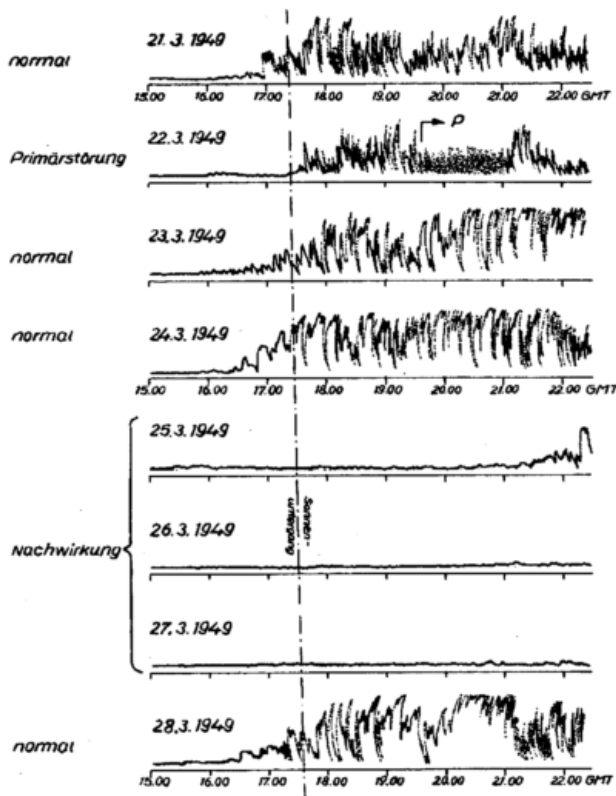 normal
21.3.1949
15.00 16.00 17.00 18.00 19.00 20.00 21.00 22.00 GMT
Primärstörung
22.3.1949
P
normal
23.3.1949
normal
24.3.1949
15.00 16.00 17.00 18.00 19.00 20.00 21.00 22.00 GMT
Nachwirkung
25.3.1949
Sonnen-
untergang
26.3.1949
27.3.1949
normal
28.3.1949
15.00 16.00 17.00 18.00 19.00 20.00 21.00 22.00 GMT